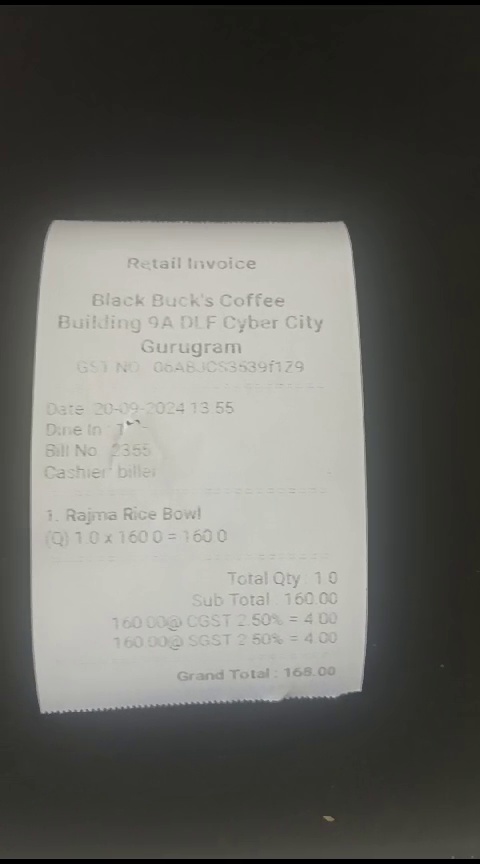 Retail Invoice
Black Buck's Coffee
Building 9A DLF Cyber City
Gurugram
GST NO
Date 20-09-2024 13:55
Dine In :
Bill No 2355
Cashier biller
1. Rajma Rice Bowl
(Q) 1.0 x 160.0 = 160.0
Total Qty : 1.0
Sub Total : 160.00
160.00@ CGST 2.50% = 4.00
160.00@ SGST 2.50% = 4.00
Grand Total : 168.00